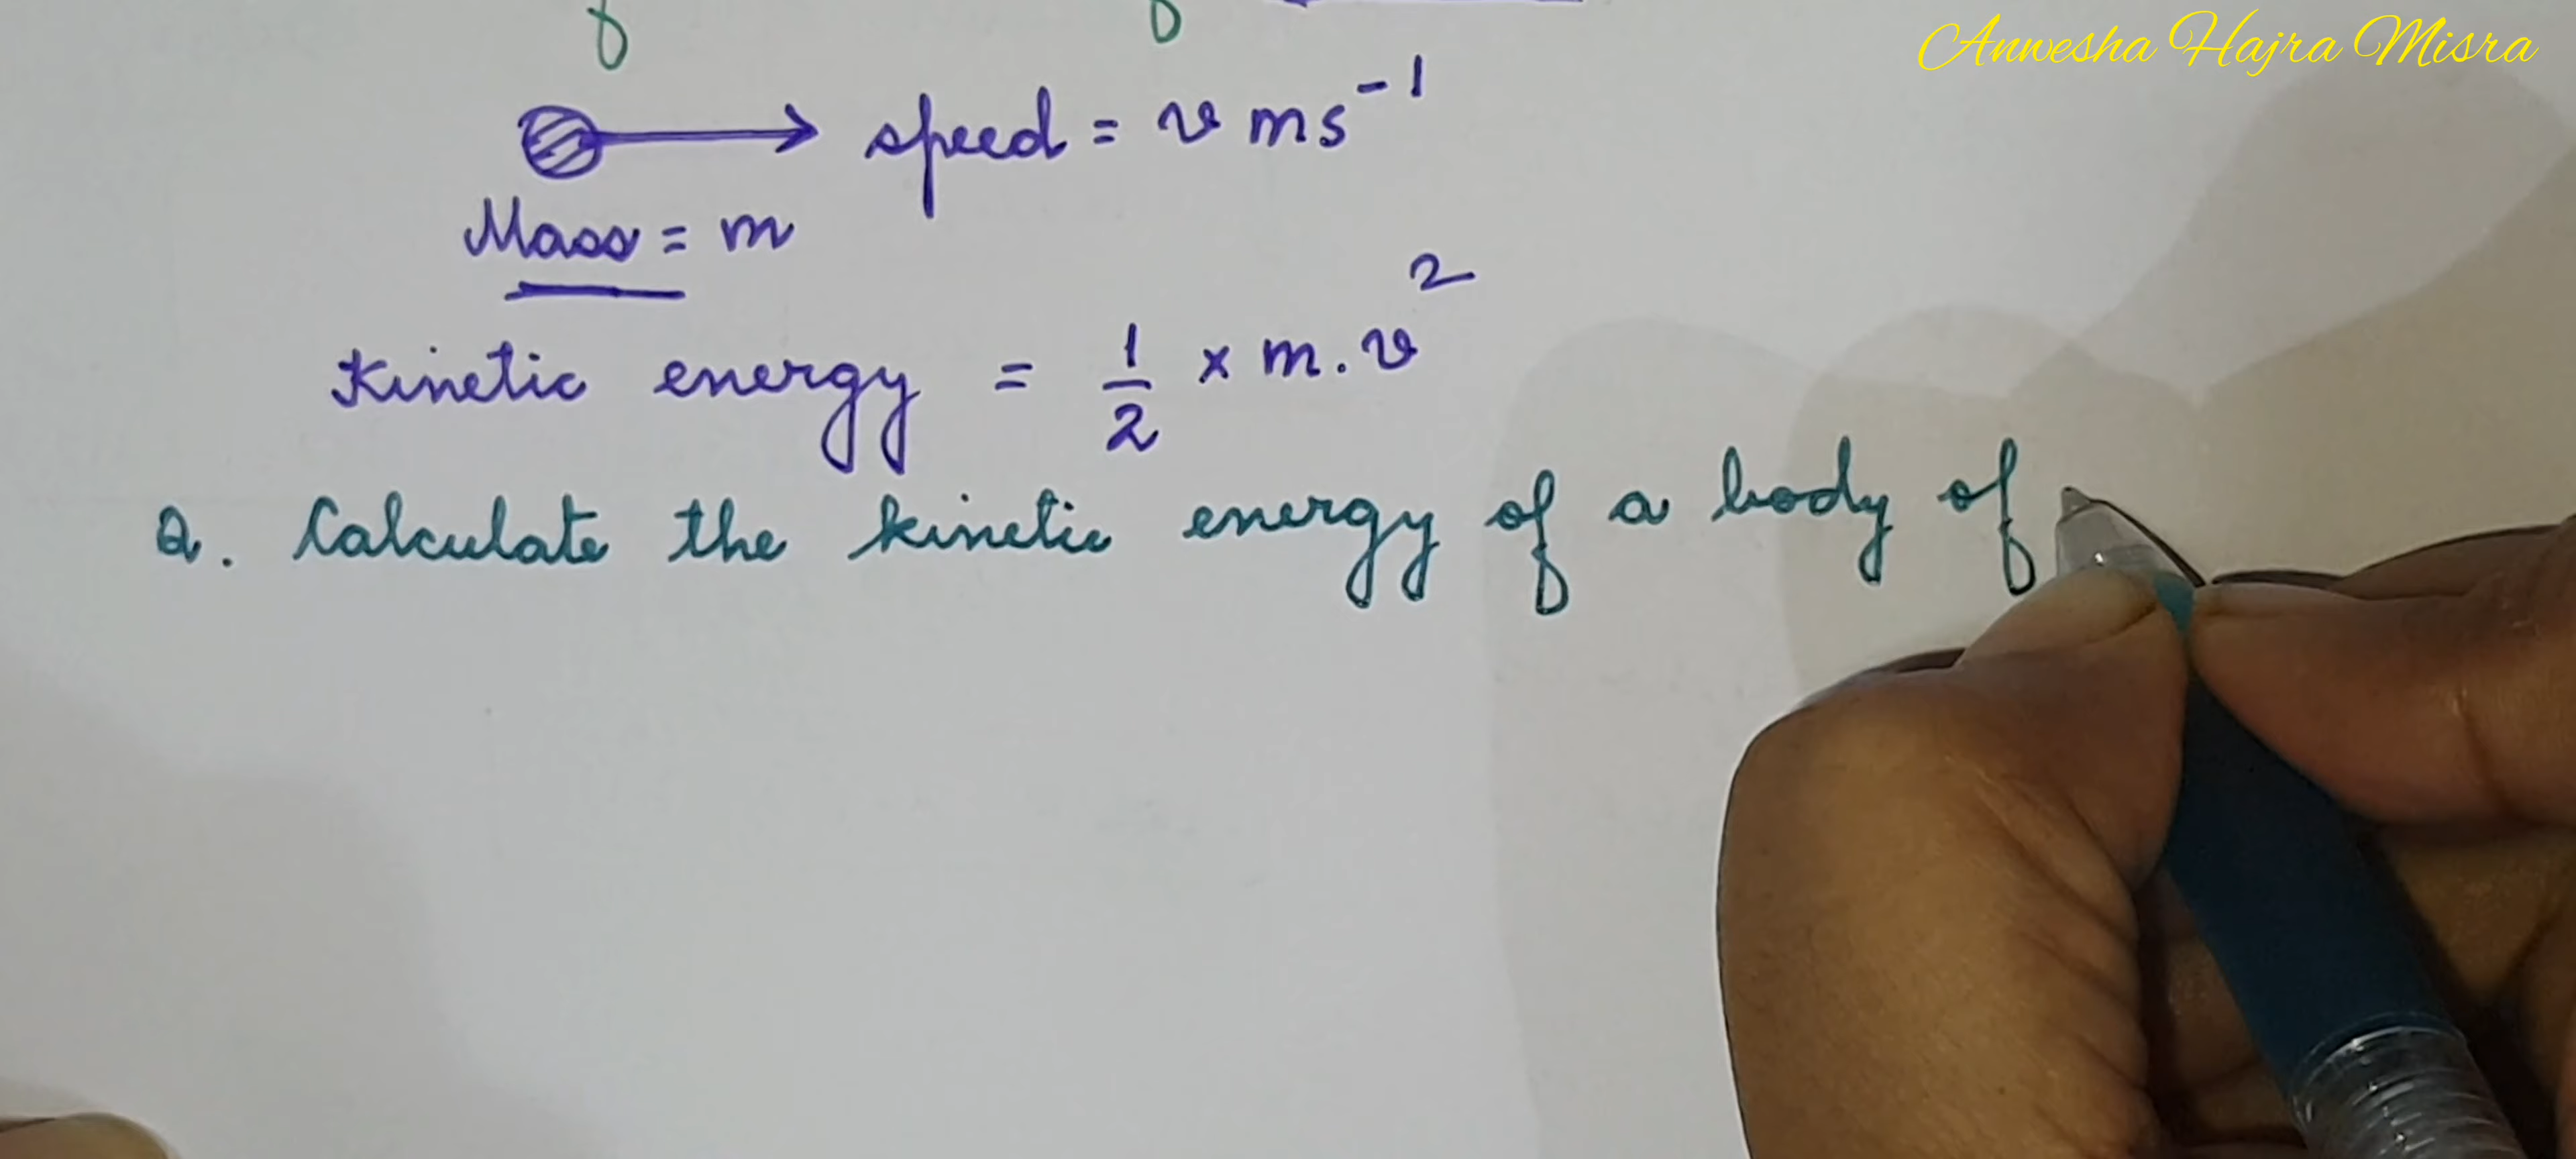 Anwesha Hajra Misra
speed = v ms⁻¹
Mass = m
Kinetic energy = 1/2 × m.v²
Q. Calculate the kinetic energy of a body of